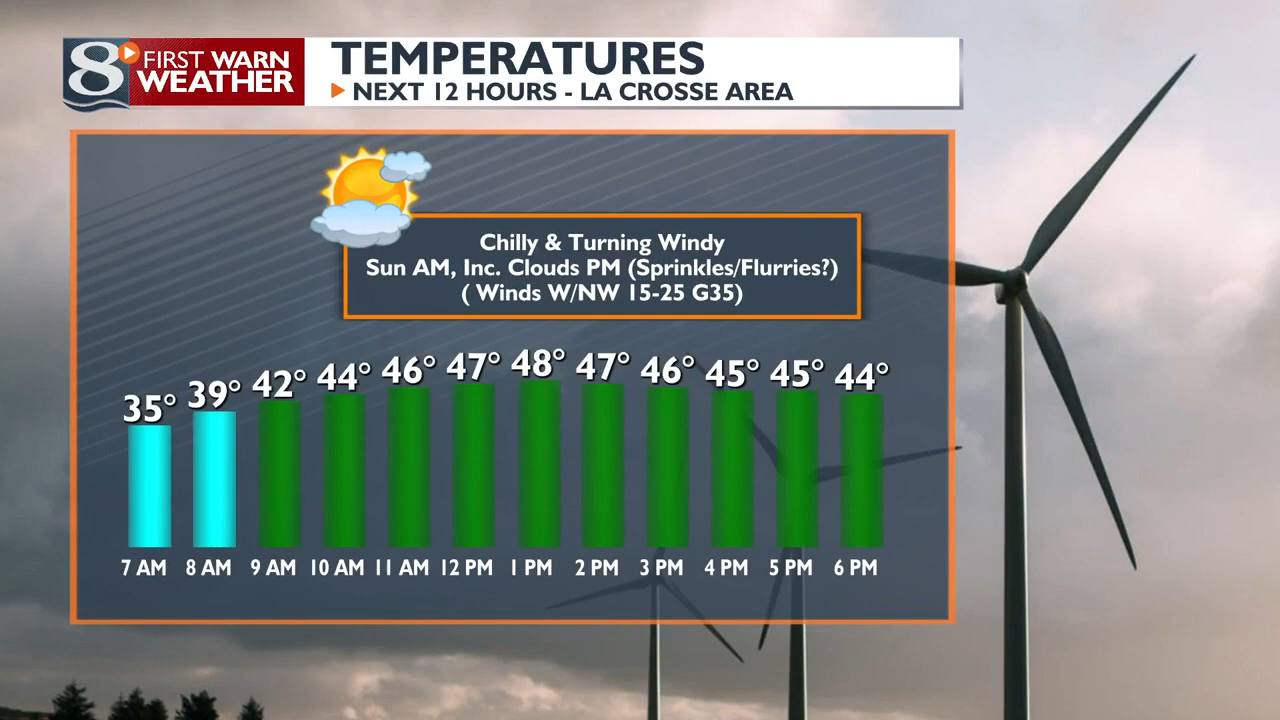 8 FIRST WARN
WEATHER
TEMPERATURES
NEXT 12 HOURS - LA CROSSE AREA
Chilly & Turning Windy
Sun AM, Inc. Clouds PM (Sprinkles/Flurries?)
( Winds W/NW 15-25 G35)
35° 39° 42° 44° 46° 47° 48° 47° 46° 45° 45° 44°
7 AM 8 AM 9 AM 10 AM 11 AM 12 PM 1 PM 2 PM 3 PM 4 PM 5 PM 6 PM